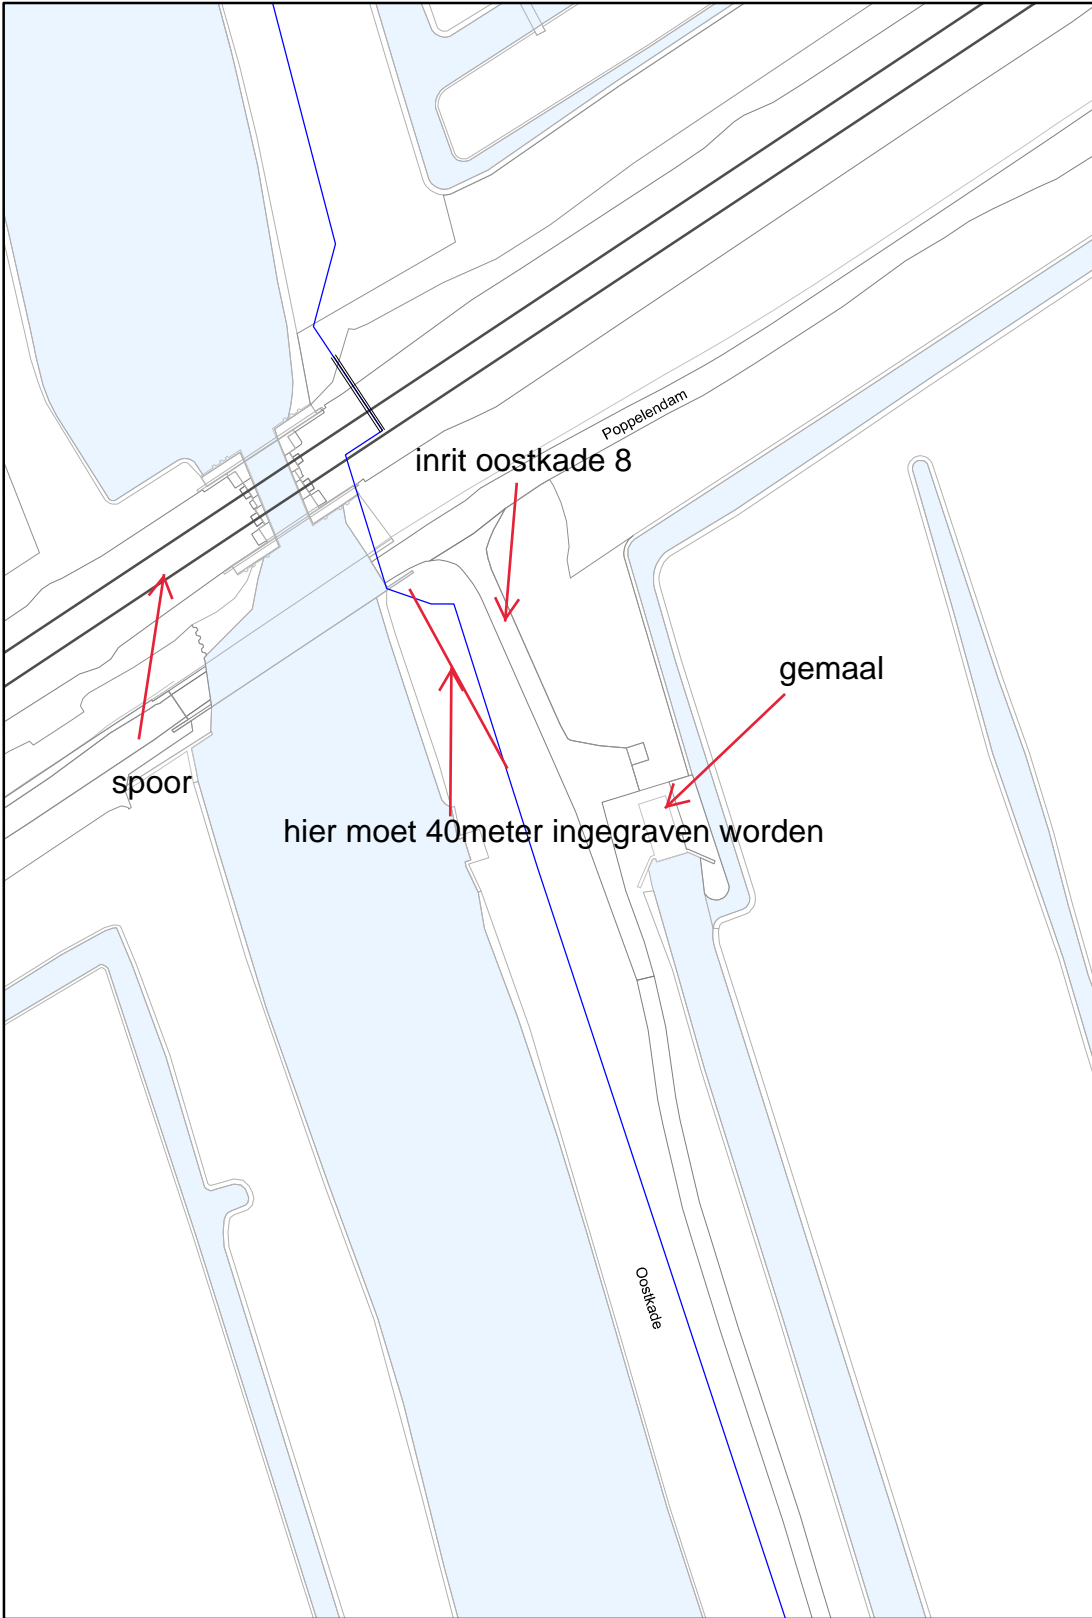 Poppelendam
inrit oostkade 8
gemaal
spoor
hier moet 40meter ingegraven worden
Oostkade